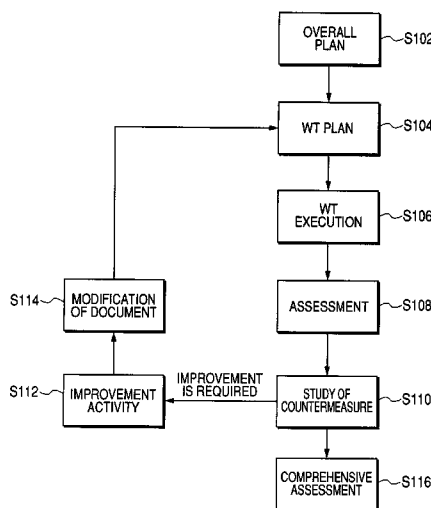 OVERALL
PLAN
S102
WT PLAN
S104
WT
EXECUTION
S106
S114
MODIFICATION
OF DOCUMENT
ASSESSMENT
S108
S112
IMPROVEMENT
ACTIVITY
IMPROVEMENT
IS REQUIRED
STUDY OF
COUNTERMEASURE
S110
COMPREHENSIVE
ASSESSMENT
S116